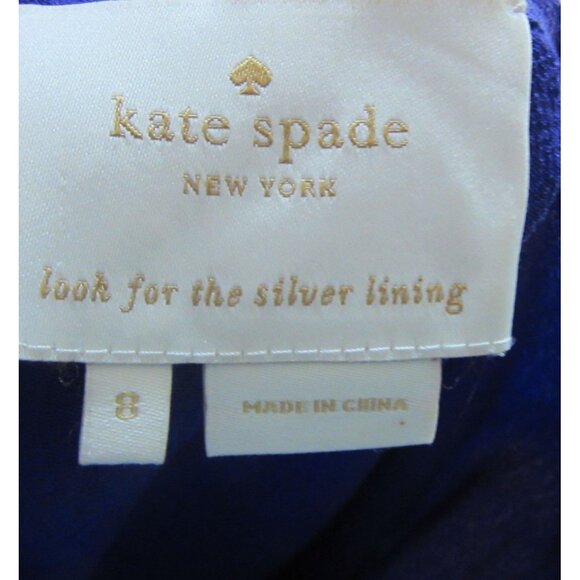 kate spade
NEW YORK
look for the silver lining
8
MADE IN CHINA